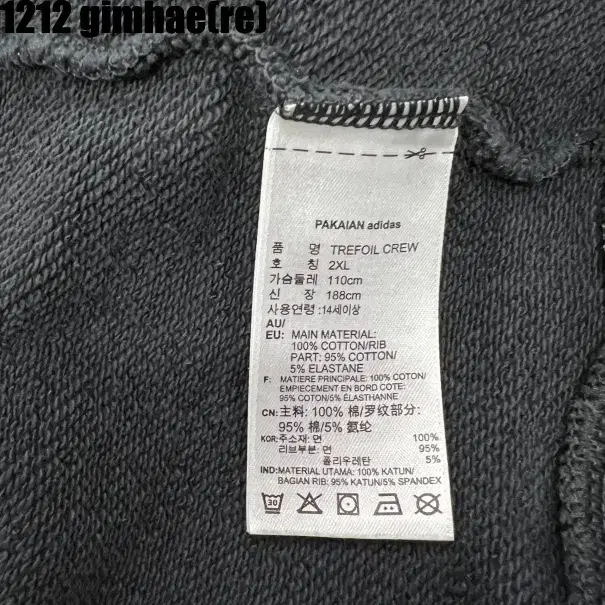 1212 gimhae(re)
PAKAIAN adidas
품 명 TREFOIL CREW
호 칭 2XL
가슴둘레 110cm
신 장 188cm
사용연령: 14세이상
AU/
EU: MAIN MATERIAL:
100% COTTON/RIB
PART: 95% COTTON/
5% ELASTANE
F: MATIERE PRINCIPALE: 100% COTON/
EMPIECEMENT EN BORD COTE:
95% COTON/5% ELASTHANNE
CN: 主料: 100% 棉/罗纹部分:
95% 棉/5% 氨纶
KOR: 주소재: 면 100%
리브부분: 면 95%
폴리우레탄 5%
IND: MATERIAL UTAMA: 100% KATUN/
BAGIAN RIB: 95% KATUN/5% SPANDEX
30